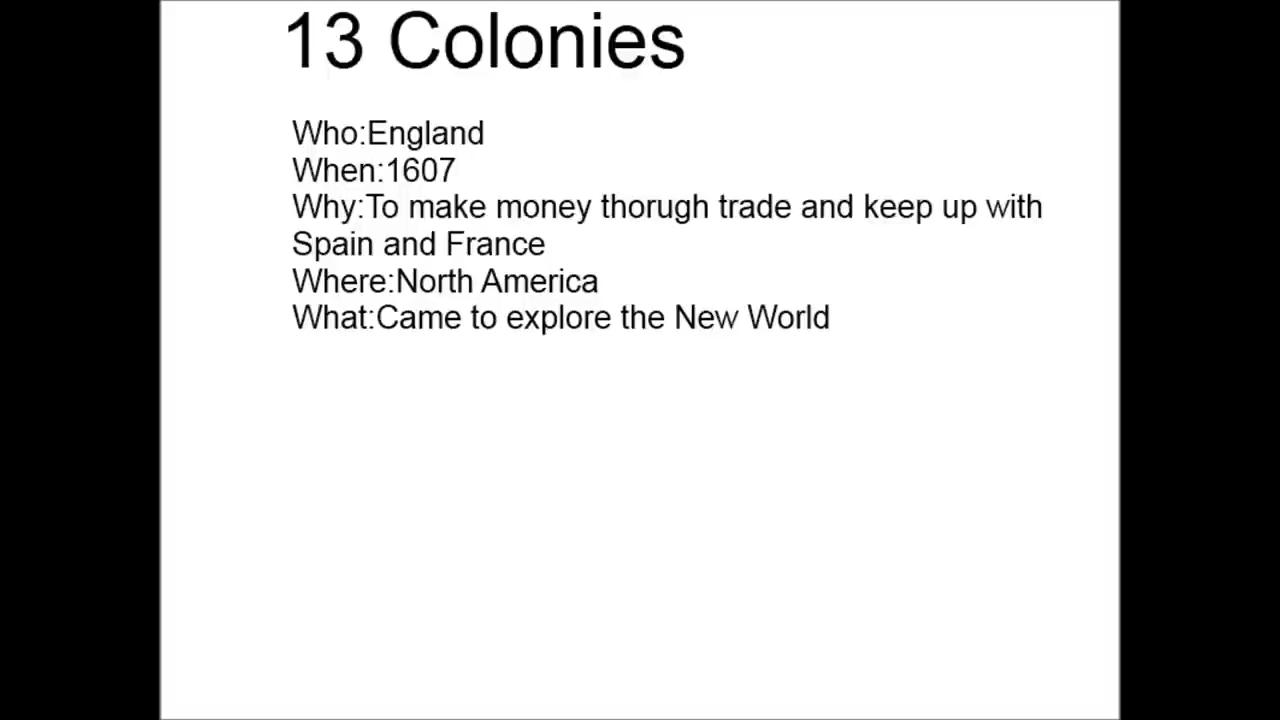 13 Colonies
Who:England
When:1607
Why:To make money thorugh trade and keep up with
Spain and France
Where:North America
What:Came to explore the New World